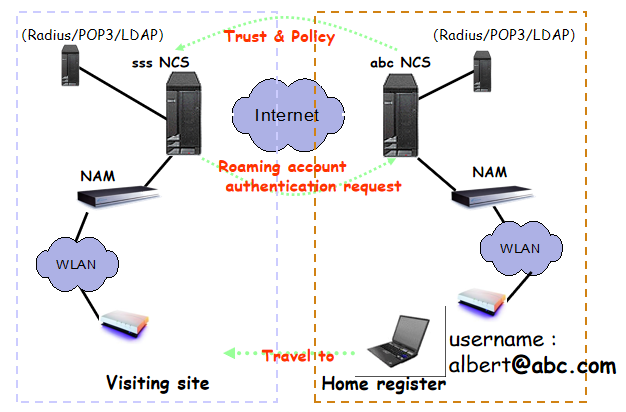 (Radius/POP3/LDAP)
Trust & Policy
(Radius/POP3/LDAP)
sss NCS
abc NCS
Internet
Roaming account
authentication request
NAM
NAM
WLAN
WLAN
username :
albert@abc.com
Travel to
Visiting site
Home register